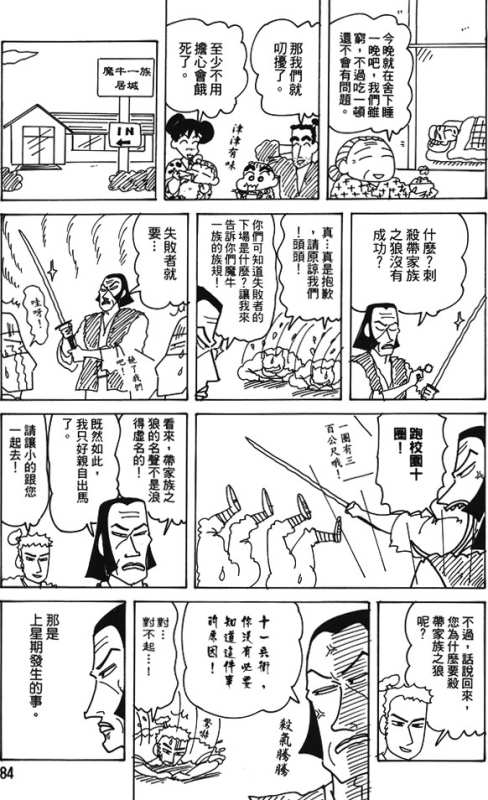 今晚就在舍下睡
一晚吧，我們雖
窮，不過吃一頓
還不會有問題。
那我們就
叨擾了。
津津有味
至少不用
擔心會餓
死了。
魔牛一族
居城
IN
什麼？刺
殺帶家族
之狼沒有
成功？
真…真是抱歉
！請原諒我們
！頭頭！
你們可知道失敗者的
下場是什麼？讓我來
告訴你們魔牛
一族的族規！
失敗者就
要…
哇呀！
饒了我們
吧！
跑校園十
圈！
一圈有三
百公尺哦！
看來，帶家族之
狼的名聲不是浪
得虛名的！
既然如此，
我只好親自出馬
了。
請讓小的跟您
一起去！
不過，話說回來，
您為什麼要殺
帶家族之狼
呢？
殺氣騰騰
十一兵衛，
你沒有必要
知道這件事
的原因！
對…
對不起…！
那是
上星期發生的事。
84